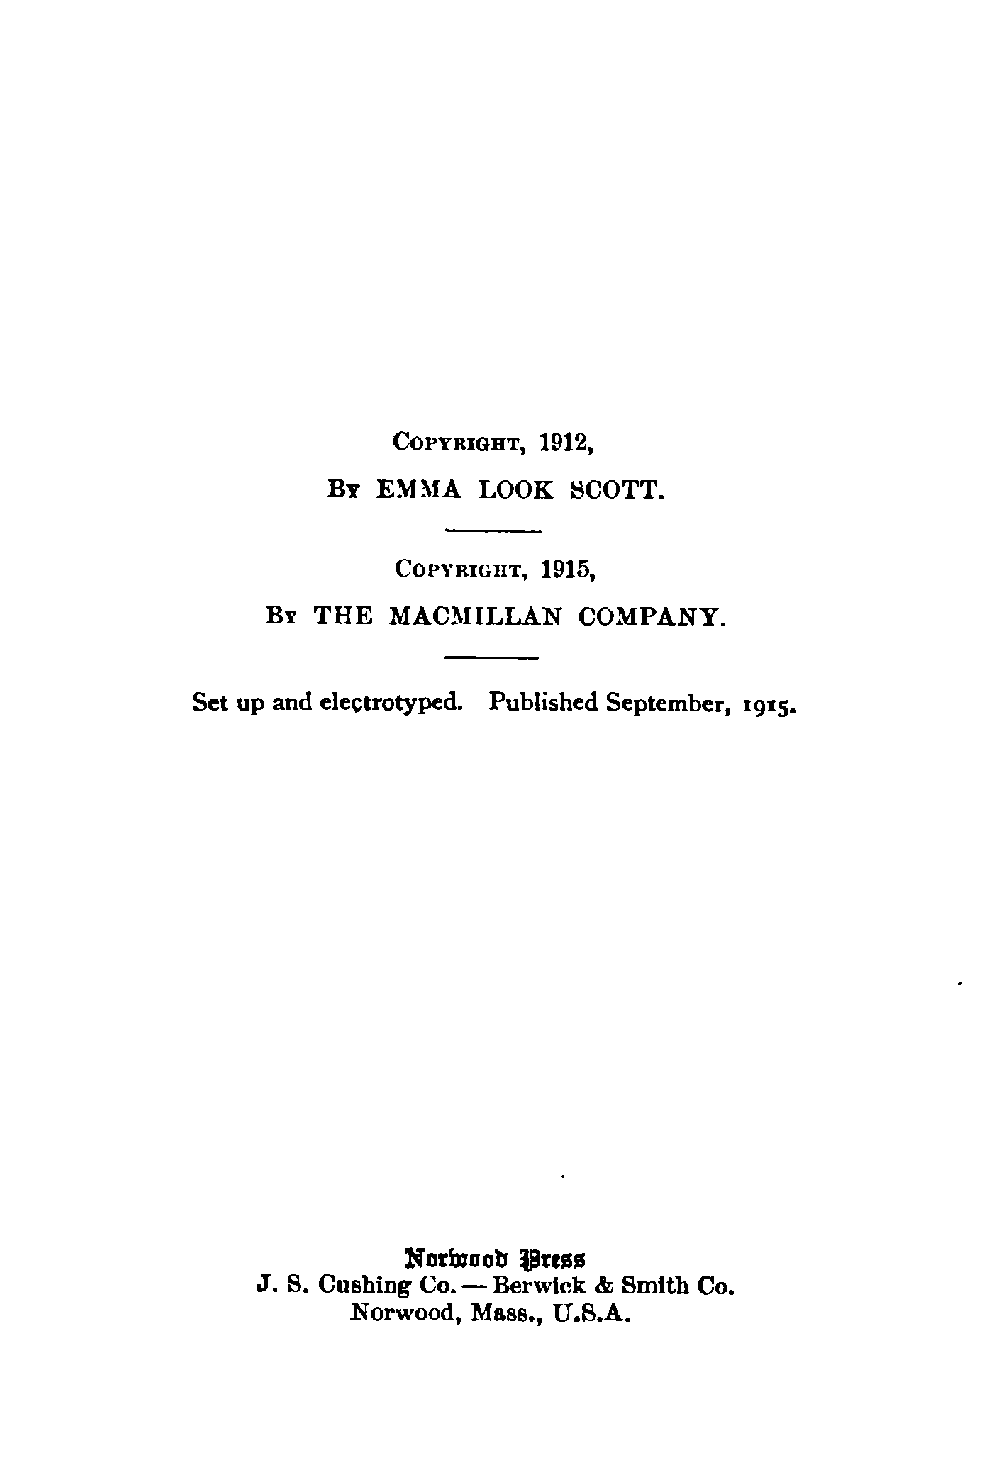 COPYRIGHT, 1912,
BY EMMA LOOK SCOTT.
COPYRIGHT, 1915,
BY THE MACMILLAN COMPANY.
Set up and electrotyped. Published September, 1915.
Norwood Press
J. S. Cushing Co. — Berwick & Smith Co.
Norwood, Mass., U.S.A.